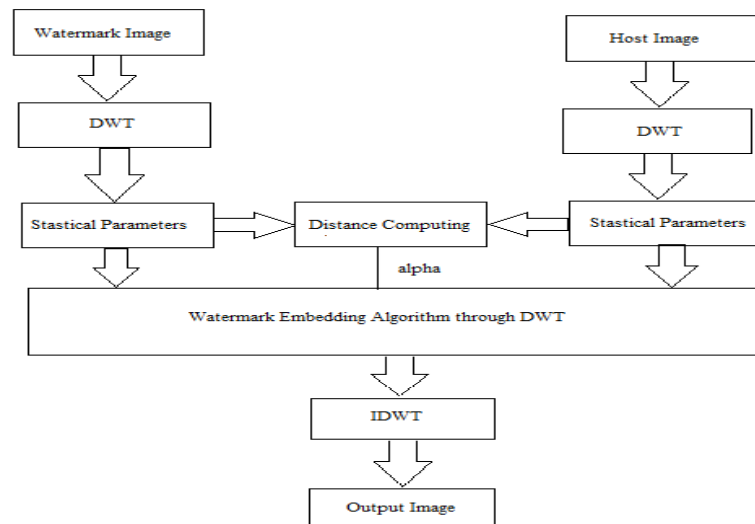 Watermark Image
Host Image
DWT
DWT
Stastical Parameters
Distance Computing
Stastical Parameters
alpha
Watermark Embedding Algorithm through DWT
IDWT
Output Image